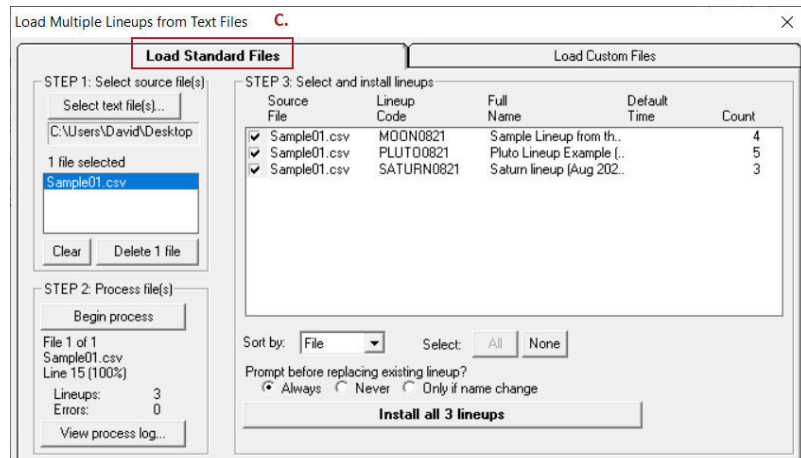 Load Multiple Lineups from Text Files C.
Load Standard Files
Load Custom Files
STEP 1: Select source file(s)
Select text file(s)...
C:\Users\David\Desktop
1 file selected
Sample01.csv
Clear Delete 1 file
STEP 2: Process file(s)
Begin process
File 1 of 1
Sample01.csv
Line 15 (100%)
Lineups: 3
Errors: 0
View process log...
STEP 3: Select and install lineups
Source File Lineup Code Full Name Default Time Count
Sample01.csv MOON0821 Sample Lineup from th.. 4
Sample01.csv PLUTO0821 Pluto Lineup Example (.. 5
Sample01.csv SATURN0821 Saturn lineup (Aug 202.. 3
Sort by: File Select: All None
Prompt before replacing existing lineup?
Always Never Only if name change
Install all 3 lineups